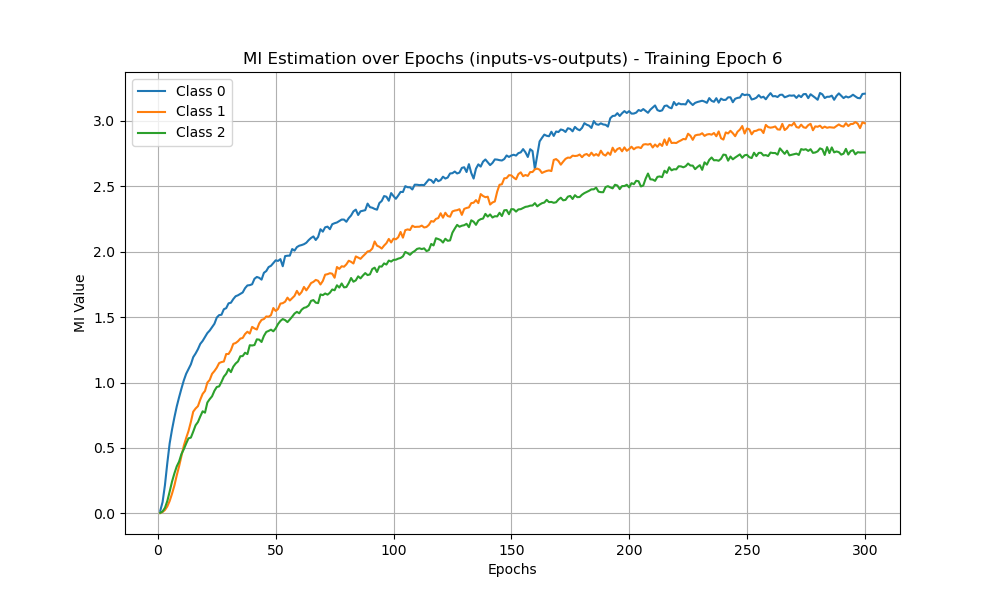 MI Estimation over Epochs (inputs-vs-outputs) - Training Epoch 6
Class 0
Class 1
Class 2
MI Value
3.0
2.5
2.0
1.5
1.0
0.5
0.0
0
50
100
150
200
250
300
Epochs